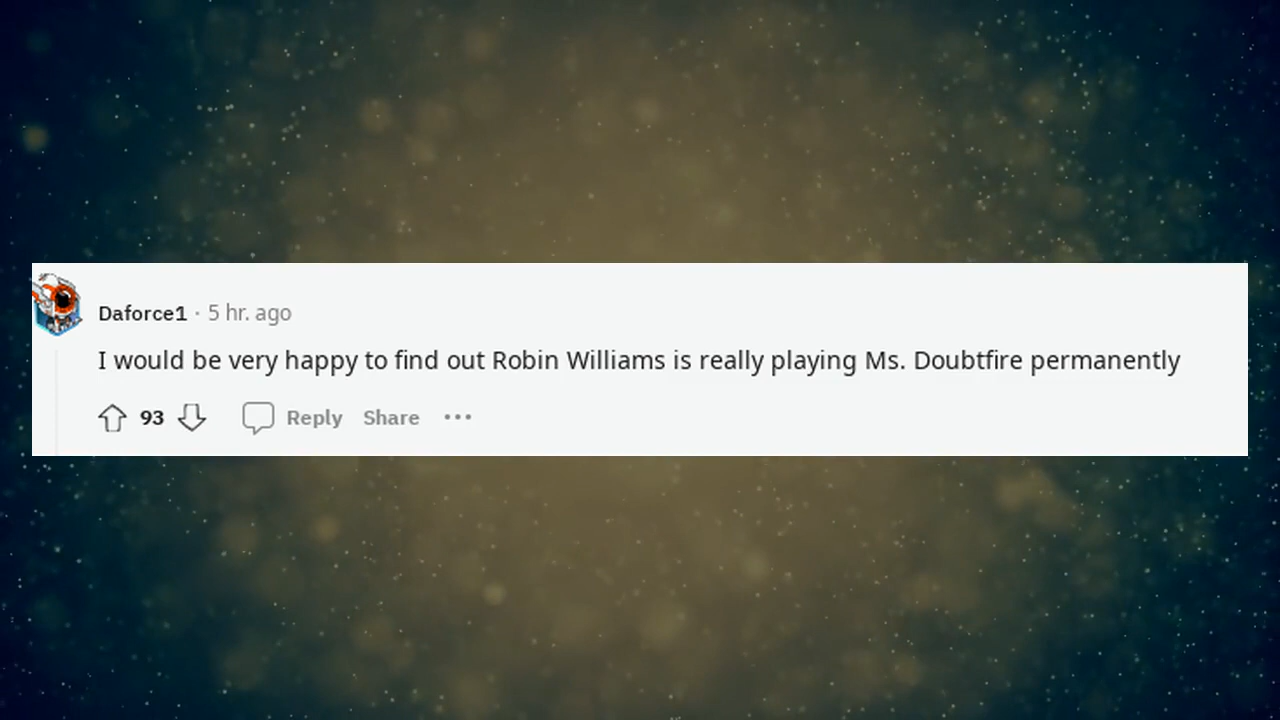 Daforce1 · 5 hr. ago
I would be very happy to find out Robin Williams is really playing Ms. Doubtfire permanently
93 Reply Share ···